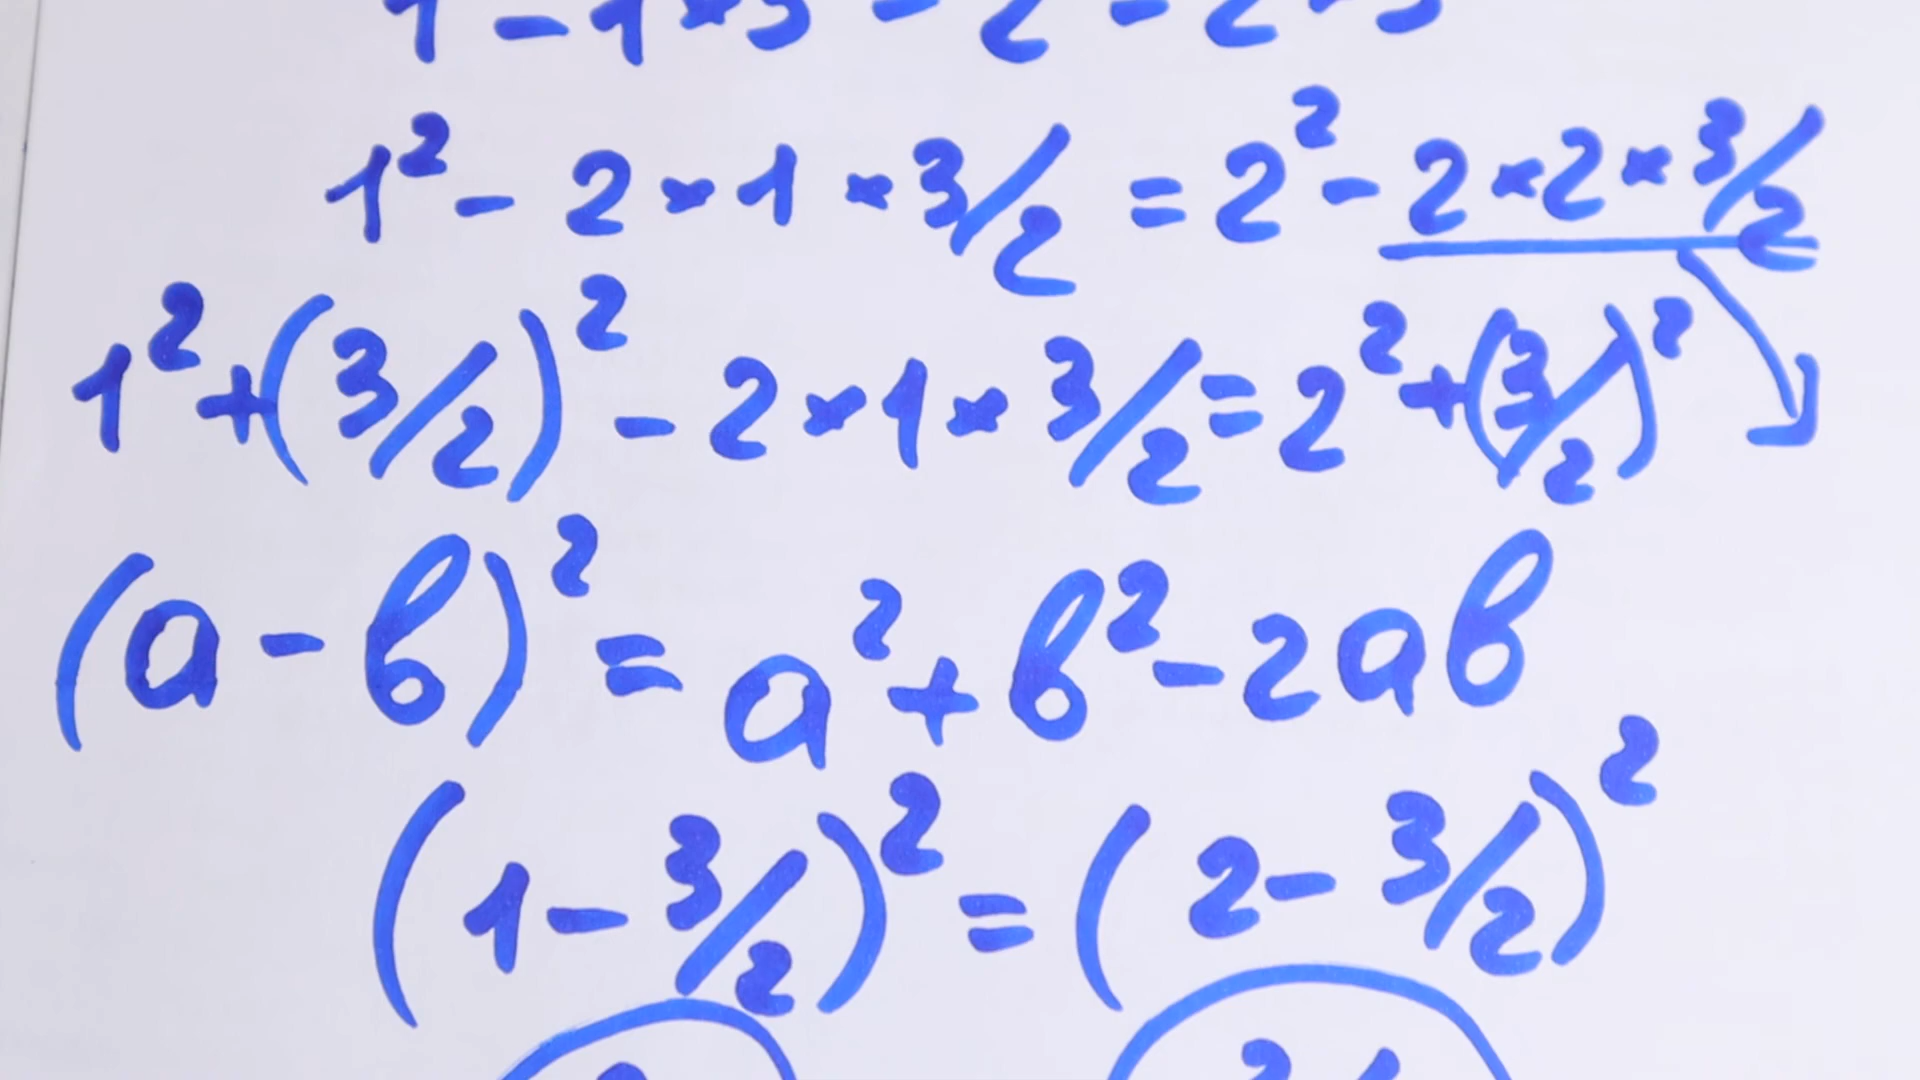 1² - 2 × 1 × 3/2 = 2² - 2 × 2 × 3/2
1² + (3/2)² - 2 × 1 × 3/2 = 2² + (3/2)²
(a - b)² = a² + b² - 2ab
(1 - 3/2)² = (2 - 3/2)²